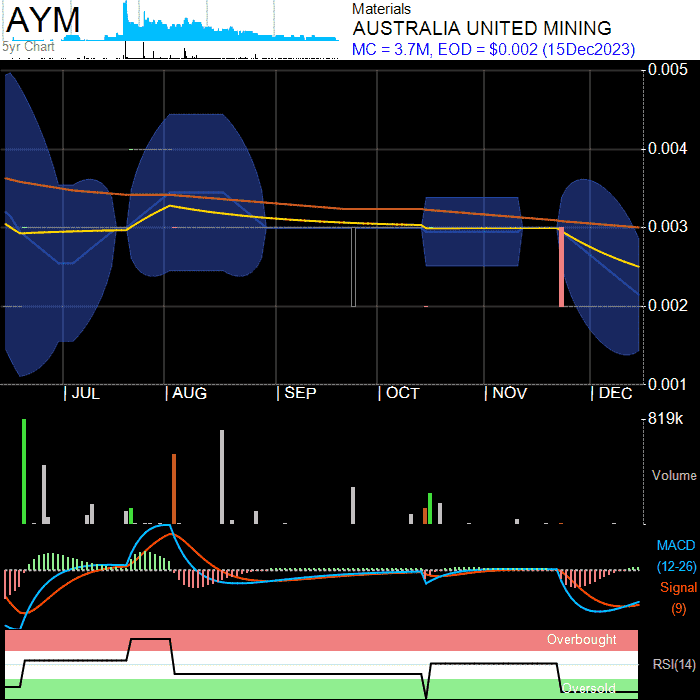 AYM
5yr Chart
Materials
AUSTRALIA UNITED MINING
MC = 3.7M, EOD = $0.002 (15Dec2023)
0.005
0.004
0.003
0.002
0.001
JUL AUG SEP OCT NOV DEC
819k
Volume
MACD
(12-26)
Signal
(9)
Overbought
RSI(14)
Oversold